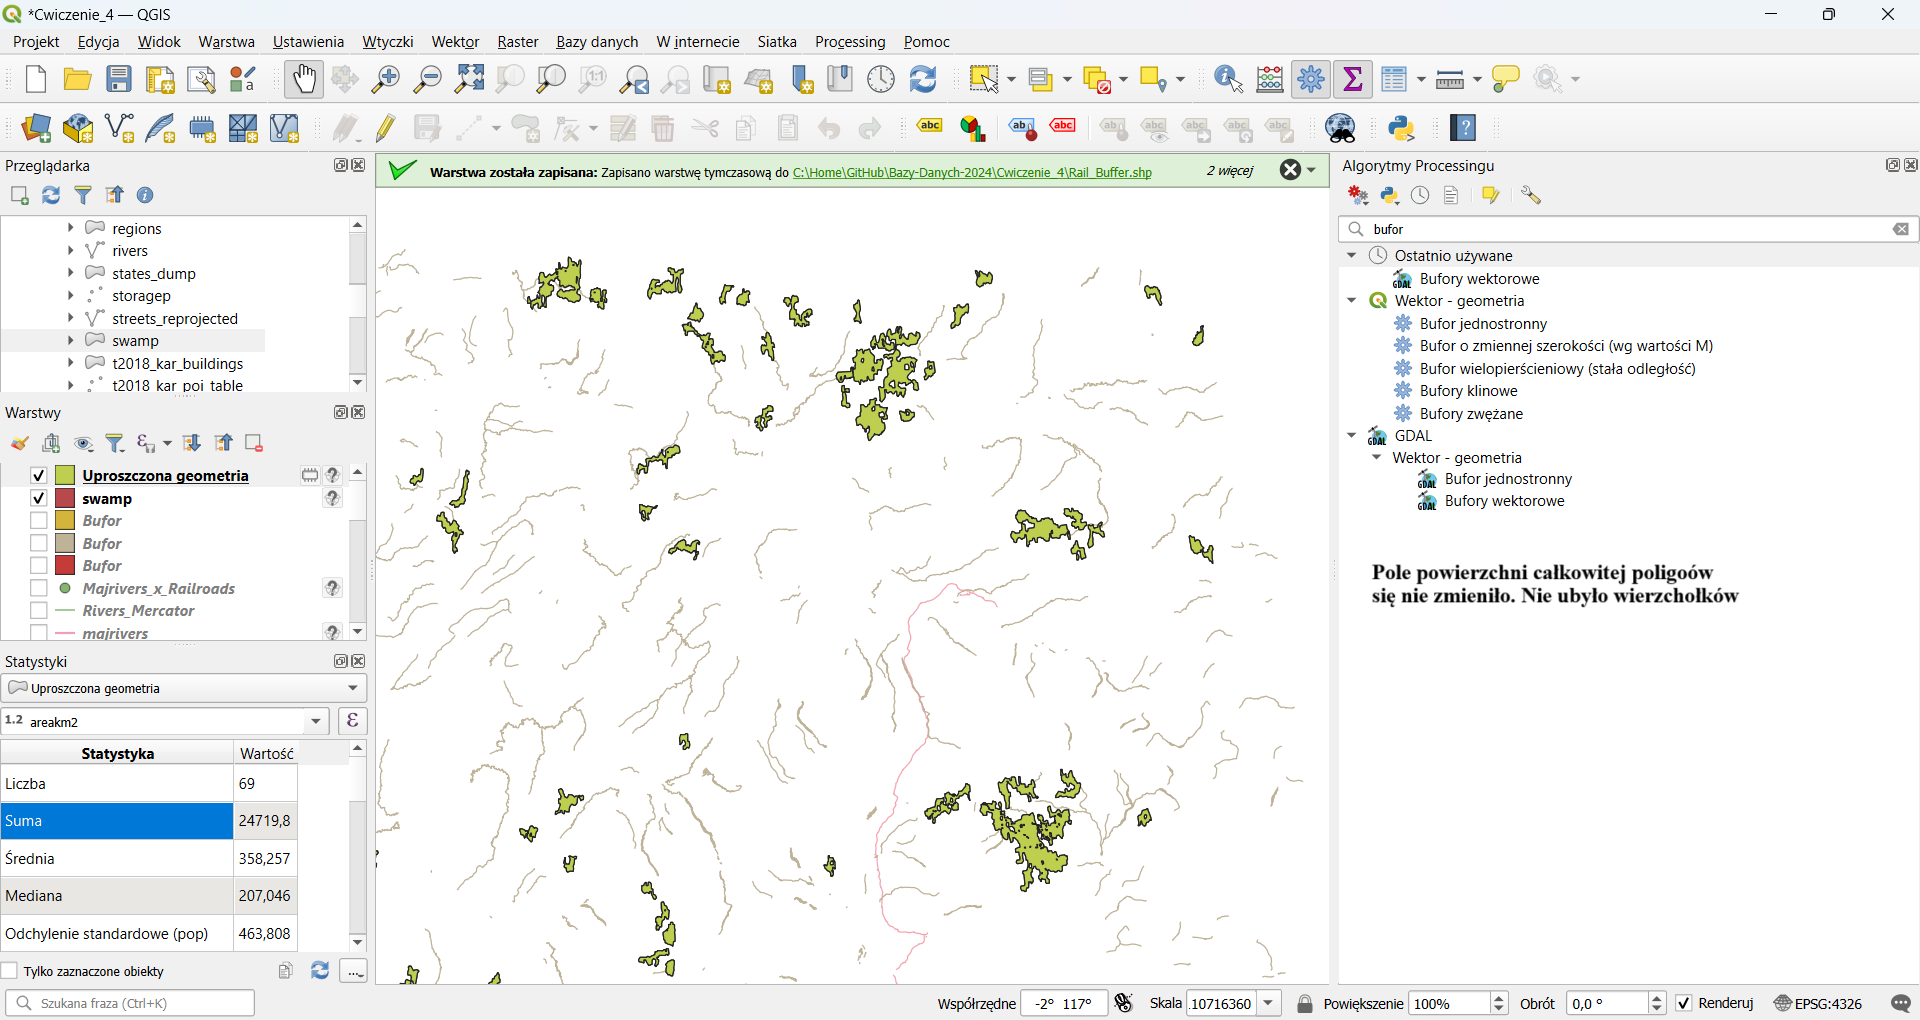 *Cwiczenie_4 — QGIS
Projekt Edycja Widok Warstwa Ustawienia Wtyczki Wektor Raster Bazy danych W internecie Siatka Processing Pomoc
Przeglądarka
regions
rivers
states_dump
storagep
streets_reprojected
swamp
t2018_kar_buildings
t2018_kar_poi_table
Warstwy
Uproszczona geometria
swamp
Bufor
Bufor
Bufor
Majrivers_x_Railroads
Rivers_Mercator
majrivers
Statystyki
Uproszczona geometria
1.2 areakm2
Statystyka Wartość
Liczba 69
Suma 24719,8
Średnia 358,257
Mediana 207,046
Odchylenie standardowe (pop) 463,808
Tylko zaznaczone obiekty
Szukana fraza (Ctrl+K)
Warstwa została zapisana: Zapisano warstwę tymczasową do C:\Home\GitHub\Bazy-Danych-2024\Cwiczenie_4\Rail_Buffer.shp 2 więcej
Algorytmy Processingu
bufor
Ostatnio używane
GDAL Bufory wektorowe
Wektor - geometria
Bufor jednostronny
Bufor o zmiennej szerokości (wg wartości M)
Bufor wielopierścieniowy (stała odległość)
Bufory klinowe
Bufory zwężane
GDAL GDAL
Wektor - geometria
GDAL Bufor jednostronny
GDAL Bufory wektorowe
Pole powierzchni całkowitej poligoów
się nie zmieniło. Nie ubyło wierzchołków
Współrzędne -2° 117° Skala 10716360 Powiększenie 100% Obrót 0,0 ° Renderuj EPSG:4326